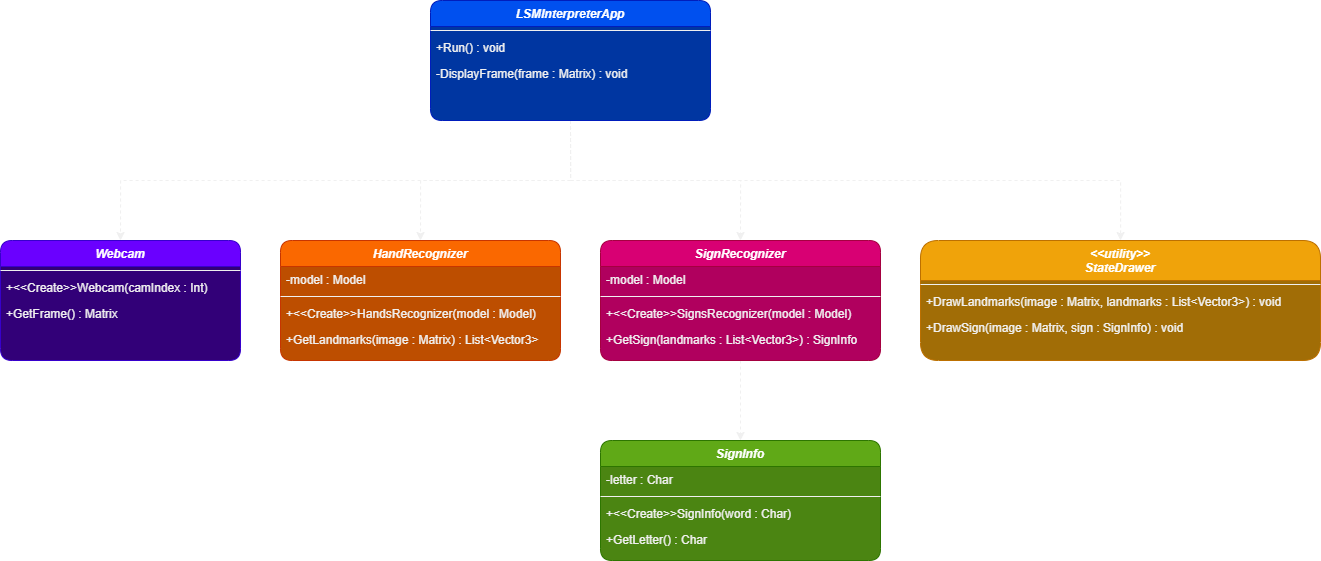 LSMInterpreterApp
+Run() : void
-DisplayFrame(frame : Matrix) : void
Webcam
+<<Create>>Webcam(camIndex : Int)
+GetFrame() : Matrix
HandRecognizer
-model : Model
+<<Create>>HandsRecognizer(model : Model)
+GetLandmarks(image : Matrix) : List<Vector3>
SignRecognizer
-model : Model
+<<Create>>SignsRecognizer(model : Model)
+GetSign(landmarks : List<Vector3>) : SignInfo
<<utility>>
StateDrawer
+DrawLandmarks(image : Matrix, landmarks : List<Vector3>) : void
+DrawSign(image : Matrix, sign : SignInfo) : void
SignInfo
-letter : Char
+<<Create>>SignInfo(word : Char)
+GetLetter() : Char